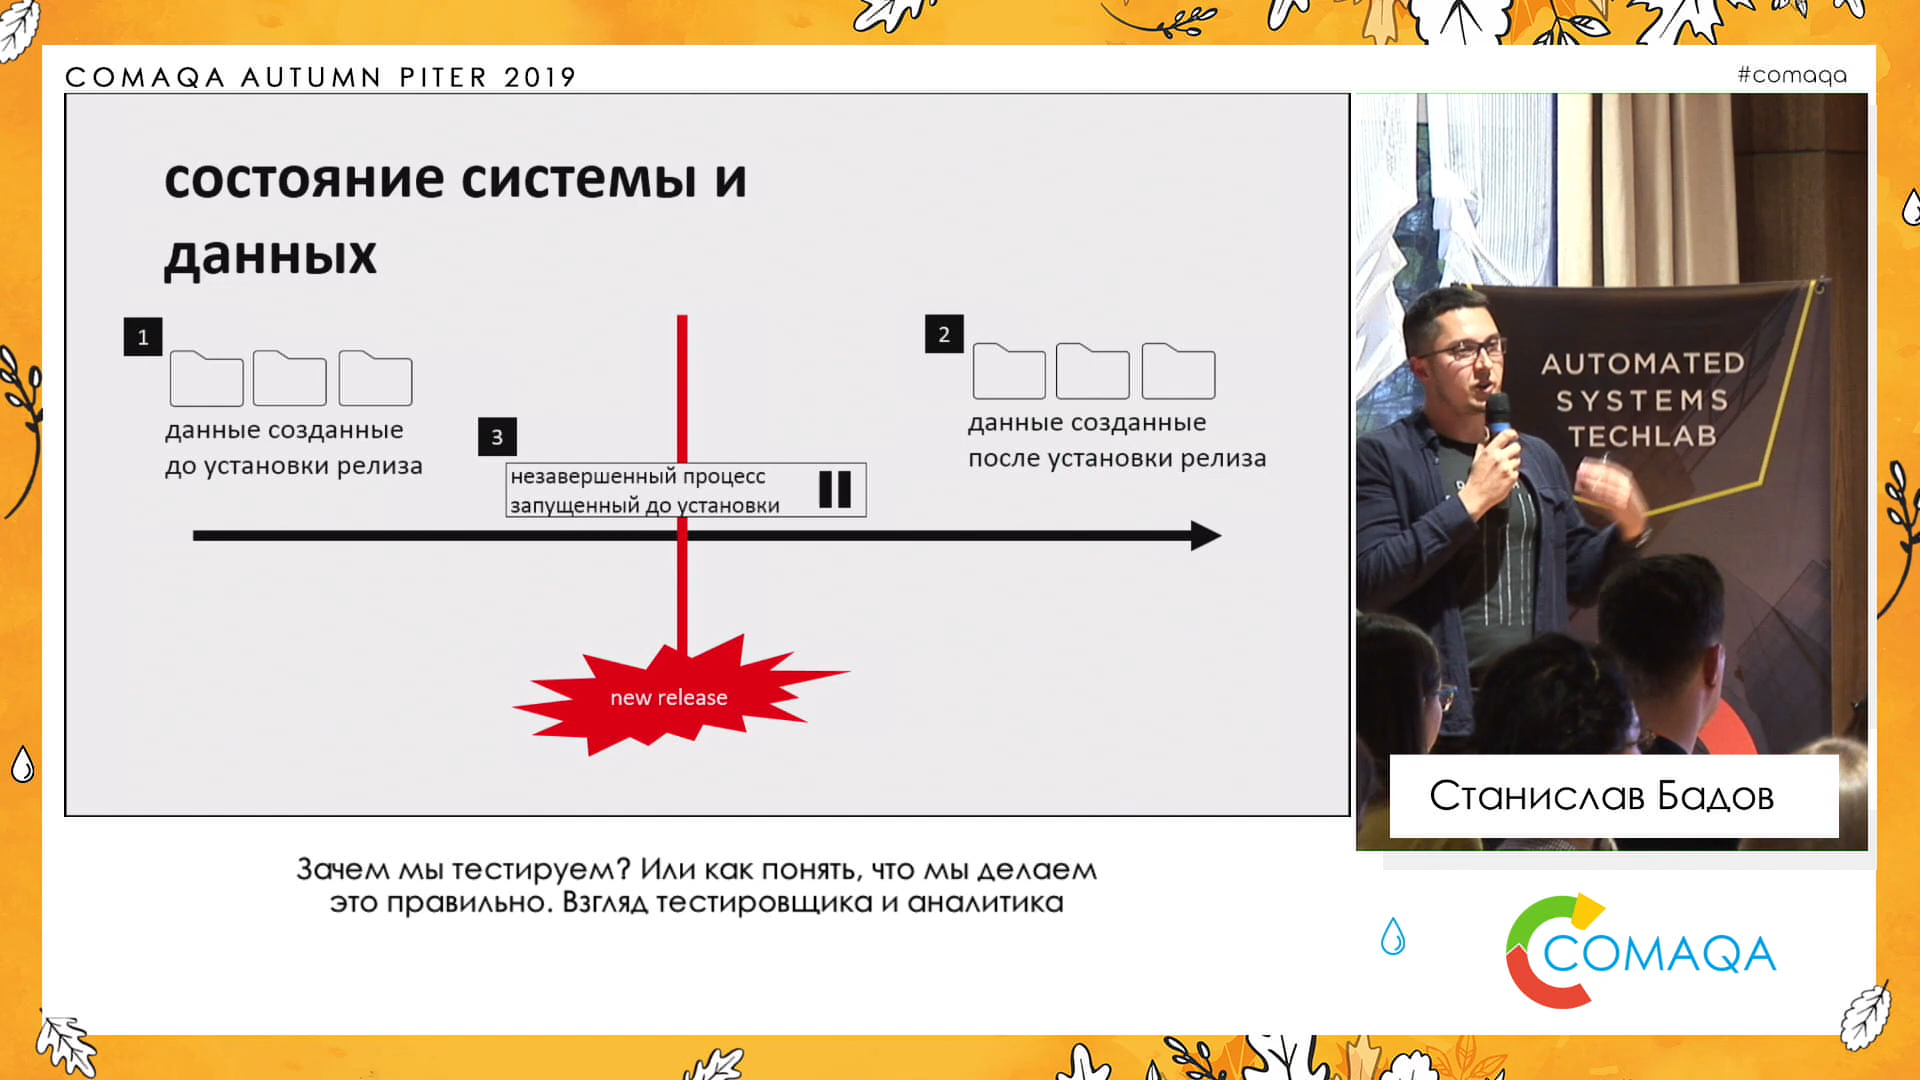 COMAQA AUTUMN PITER 2019
#comaqa
состояние системы и
данных
1
данные созданные
до установки релиза
2
данные созданные
после установки релиза
3
незавершенный процесс
запущенный до установки
new release
AUTOMATED
SYSTEMS
TECHLAB
Станислав Бадов
Зачем мы тестируем? Или как понять, что мы делаем
это правильно. Взгляд тестировщика и аналитика
COMAQA